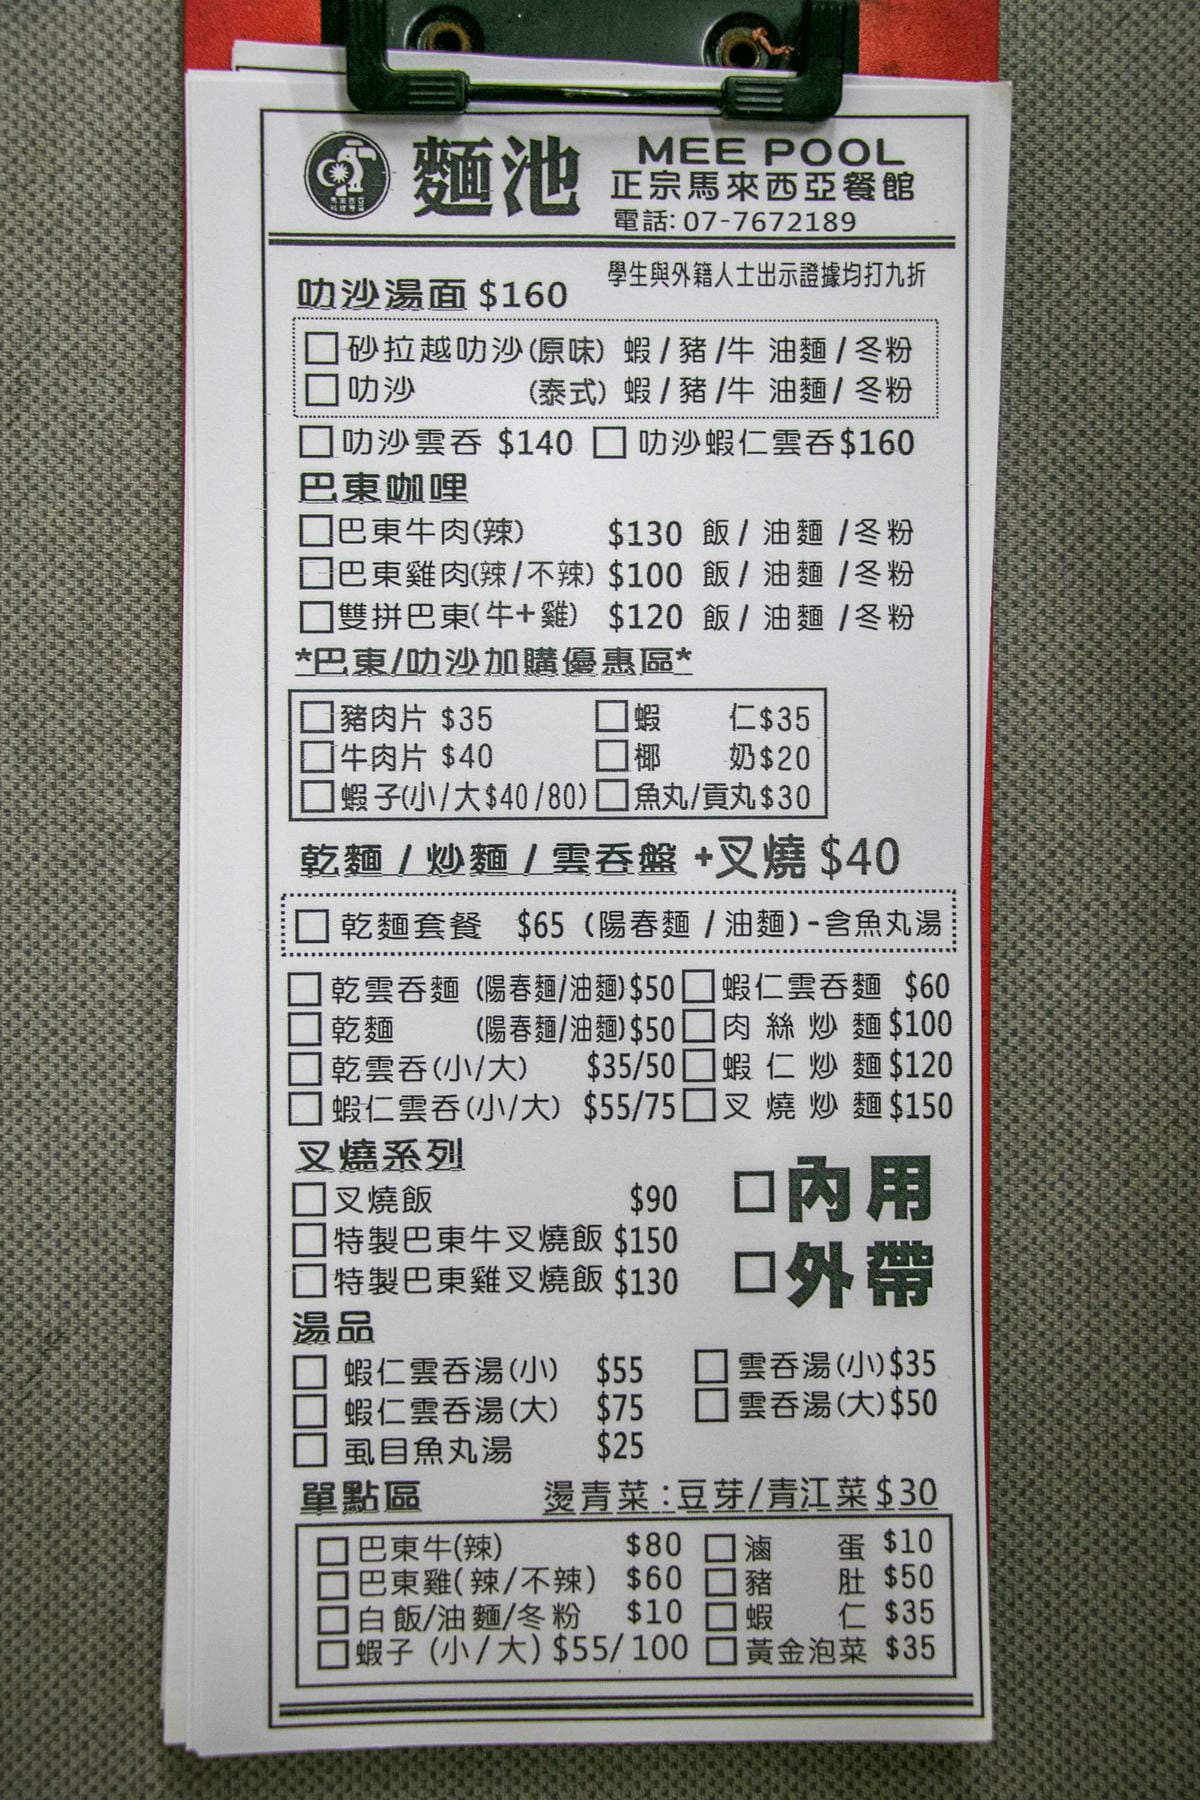 麵池 MEE POOL
正宗馬來西亞餐館
電話: 07-7672189
學生與外籍人士出示證據均打九折
叻沙湯面 $160
□砂拉越叻沙(原味) 蝦/豬/牛 油麵/冬粉
□叻沙 (泰式) 蝦/豬/牛 油麵/冬粉
□叻沙雲吞 $140 □叻沙蝦仁雲吞$160
巴東咖哩
□巴東牛肉(辣) $130 飯/ 油麵 /冬粉
□巴東雞肉(辣/不辣) $100 飯/ 油麵 /冬粉
□雙拼巴東(牛+雞) $120 飯/ 油麵 /冬粉
*巴東/叻沙加購優惠區*
□豬肉片 $35 □蝦 仁$35
□牛肉片 $40 □椰 奶$20
□蝦子(小/大$40/80) □魚丸/貢丸$30
乾麵 / 炒麵 / 雲吞盤 +叉燒 $40
□ 乾麵套餐 $65 (陽春麵 / 油麵)-含魚丸湯
□乾雲吞麵 (陽春麵/油麵)$50 □蝦仁雲吞麵 $60
□乾麵 (陽春麵/油麵)$50 □肉 絲 炒 麵$100
□乾雲吞(小/大) $35/50 □蝦 仁 炒 麵$120
□蝦仁雲吞(小/大) $55/75 □叉 燒 炒 麵$150
叉燒系列
□叉燒飯 $90
□特製巴東牛叉燒飯 $150
□特製巴東雞叉燒飯 $130
□內用
□外帶
湯品
□ 蝦仁雲吞湯(小) $55 □ 雲吞湯(小)$35
□ 蝦仁雲吞湯(大) $75 □ 雲吞湯(大)$50
□ 虱目魚丸湯 $25
單點區 燙青菜:豆芽/青江菜$30
□巴東牛(辣) $80 □滷 蛋 $10
□巴東雞(辣/不辣) $60 □豬 肚 $50
□白飯/油麵/冬粉 $10 □蝦 仁 $35
□蝦子 (小/大) $55/100 □黃金泡菜 $35